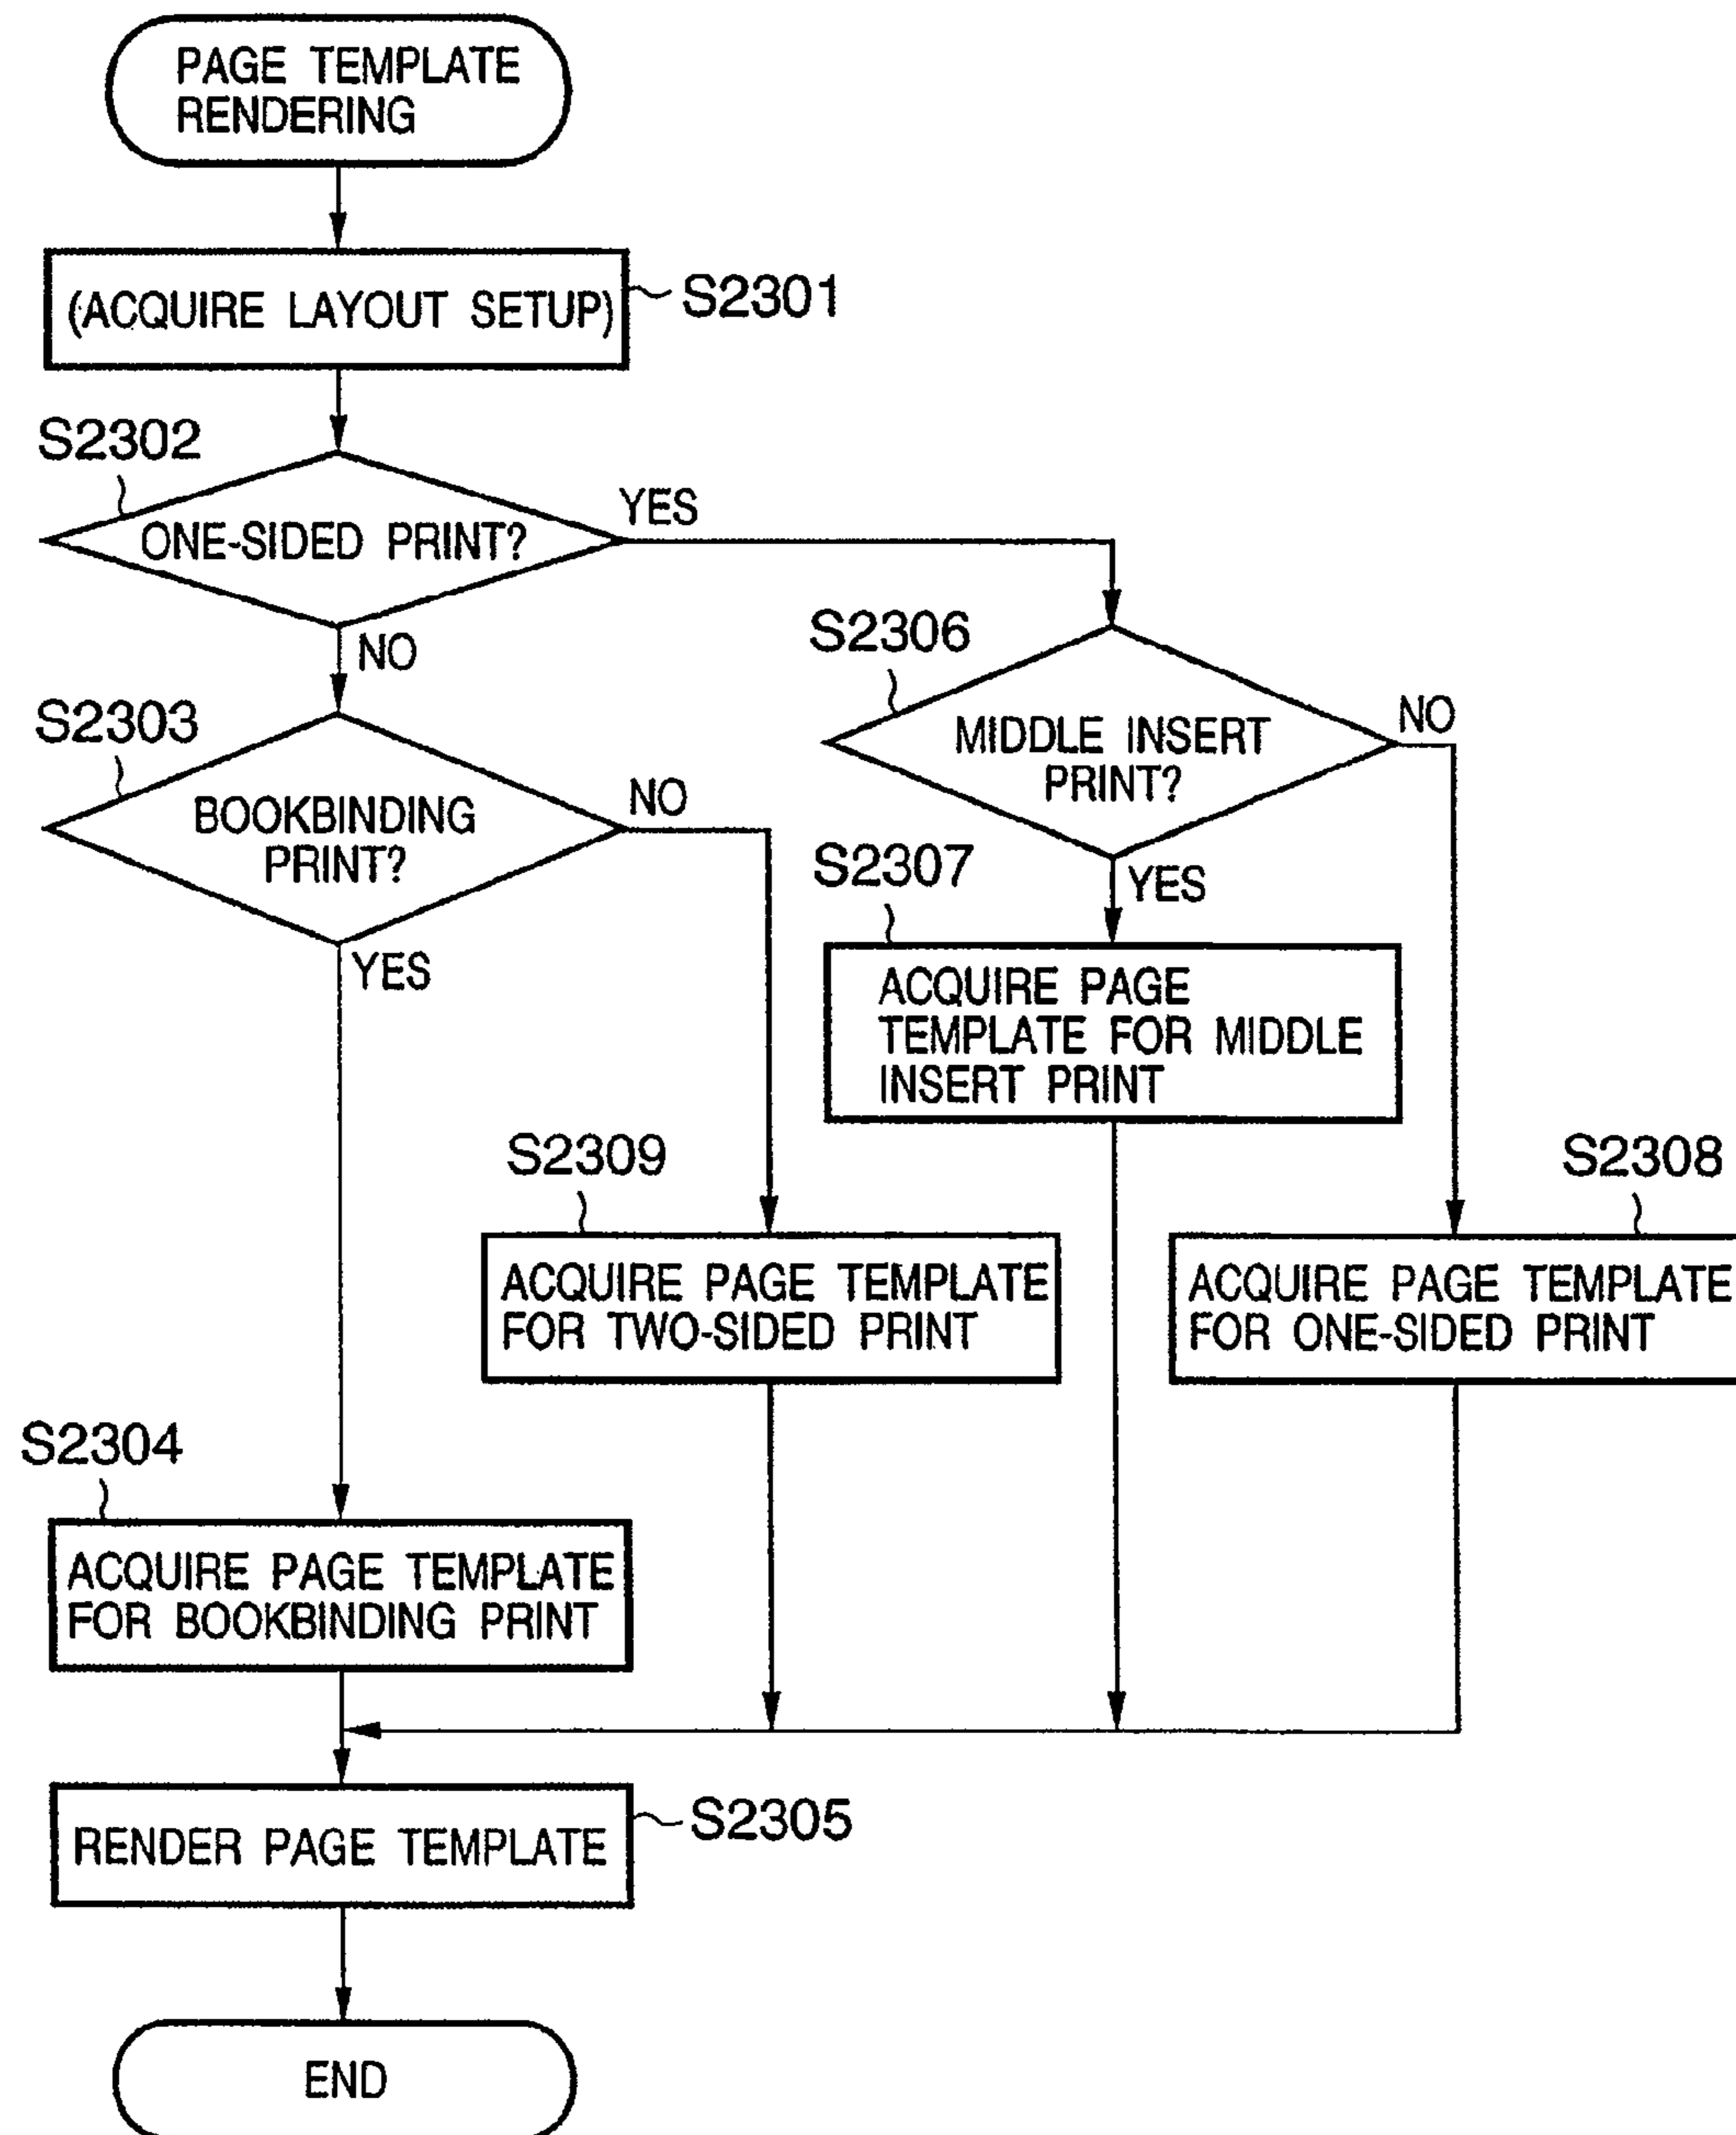 PAGE TEMPLATE
RENDERING
(ACQUIRE LAYOUT SETUP)
S2301
S2302
ONE-SIDED PRINT?
YES
NO
S2306
MIDDLE INSERT
PRINT?
NO
YES
S2303
BOOKBINDING
PRINT?
NO
YES
S2307
ACQUIRE PAGE
TEMPLATE FOR MIDDLE
INSERT PRINT
S2309
ACQUIRE PAGE TEMPLATE
FOR TWO-SIDED PRINT
S2308
ACQUIRE PAGE TEMPLATE
FOR ONE-SIDED PRINT
S2304
ACQUIRE PAGE TEMPLATE
FOR BOOKBINDING PRINT
RENDER PAGE TEMPLATE
S2305
END